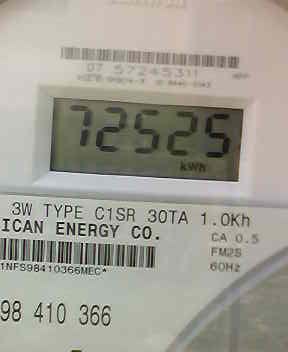 07 57245311
72525
kWh
3W TYPE C1SR 30TA 1.0Kh
ICAN ENERGY CO.
CA 0.5
FM2S
60Hz
1NFS98410366MEC*
98 410 366